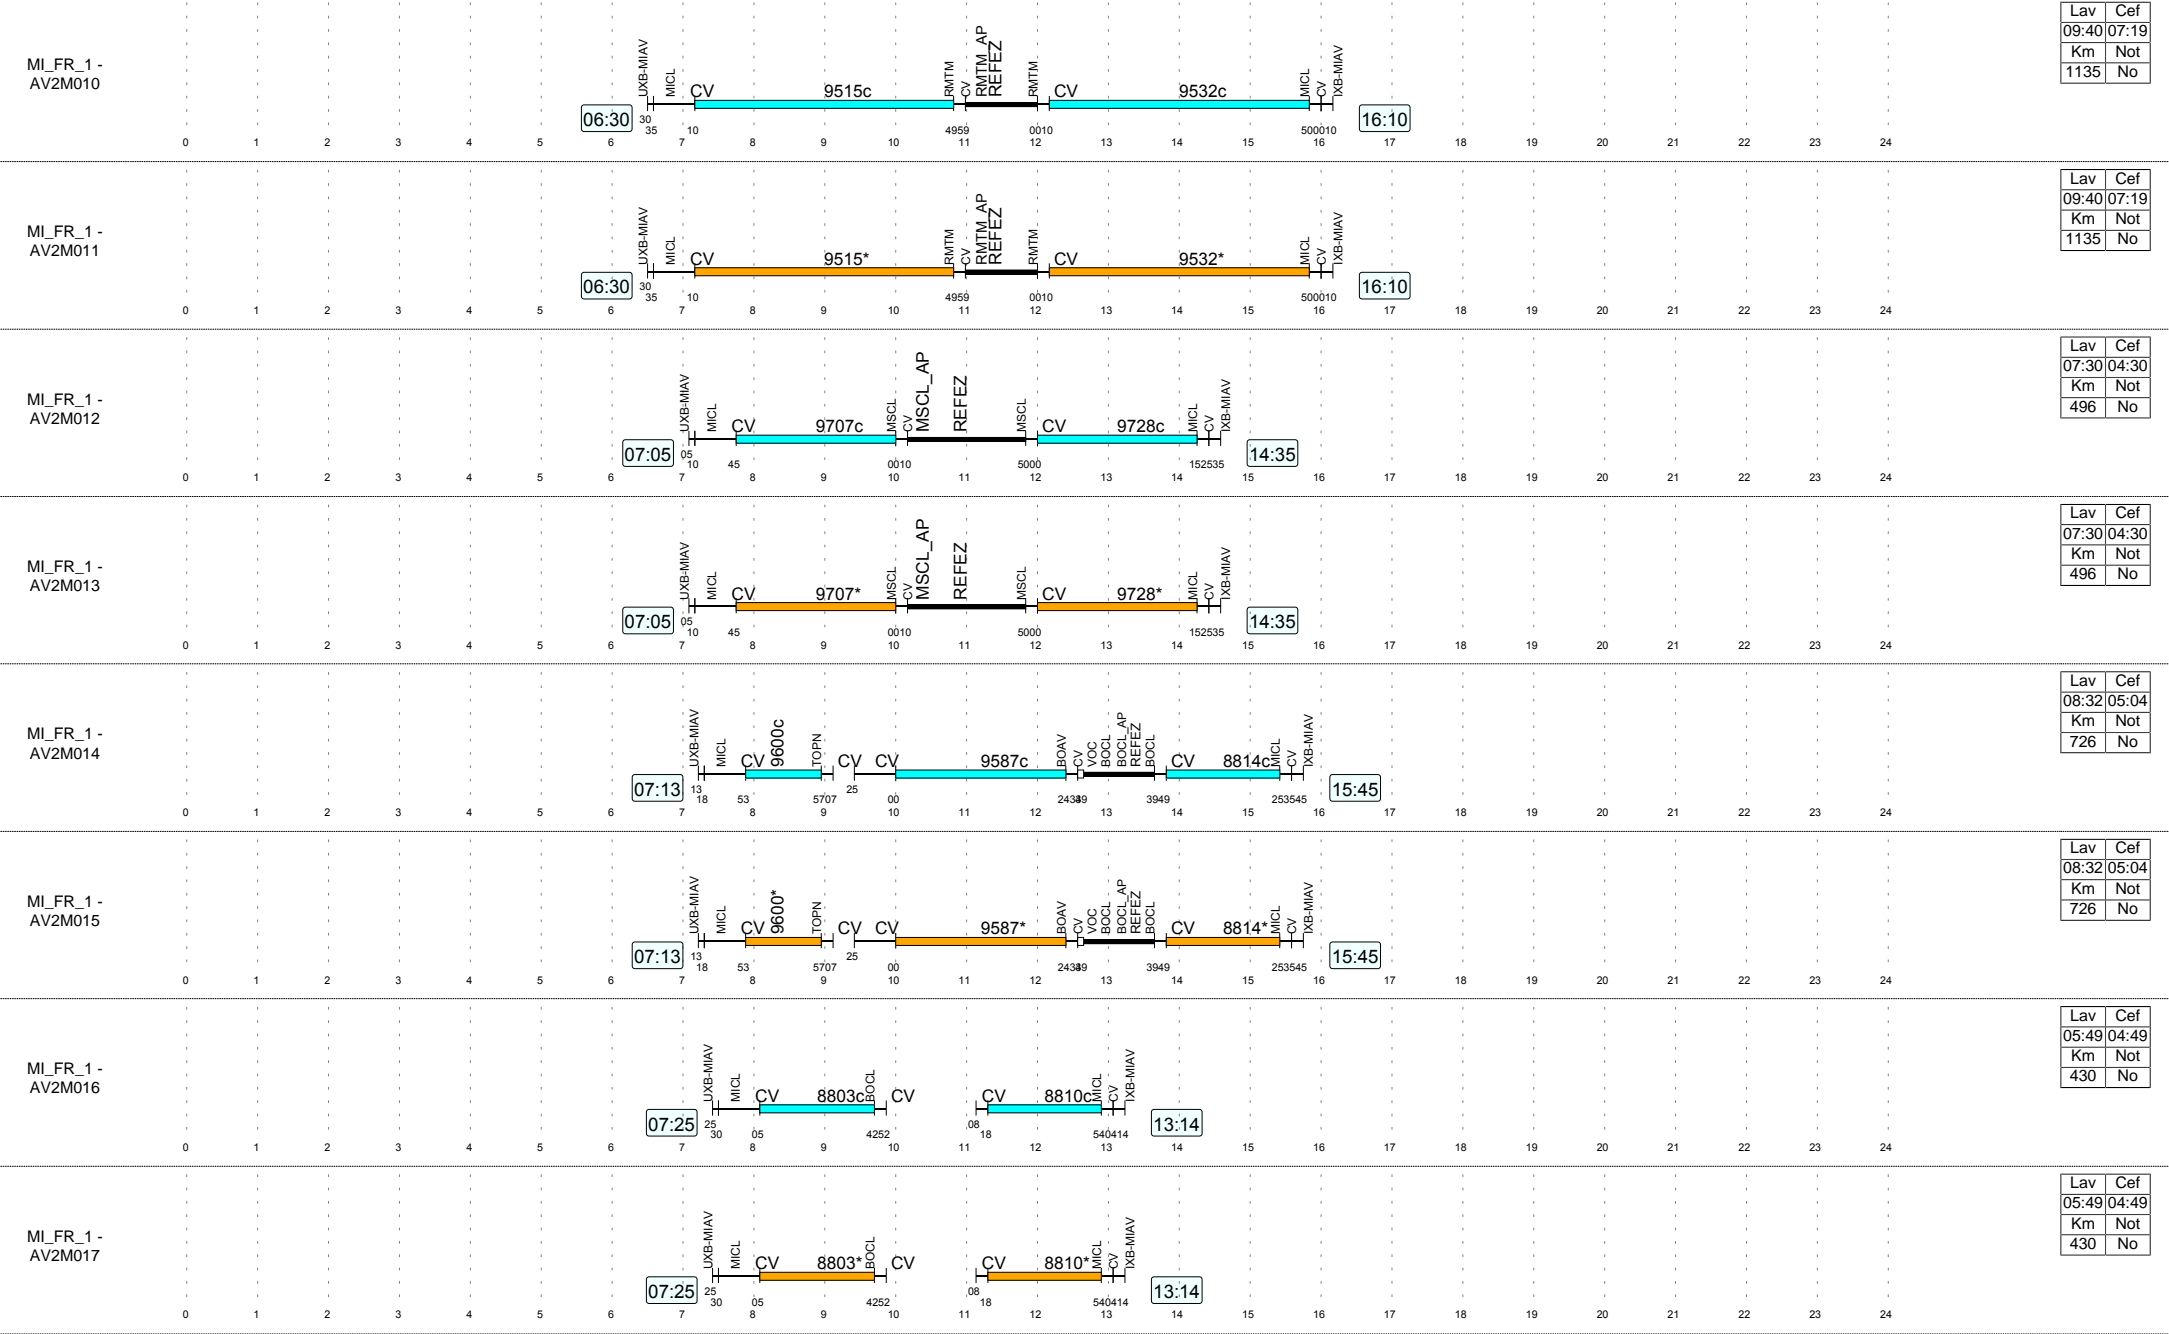 MI_FR_1 -
AV2M010
UXB-MIAV MICL CV 9515c RMTM CV RMTM_AP REFEZ RMTM CV 9532c MICL CV IXB-MIAV
06:30 30 35 10 4959 0010 500010 16:10
0 1 2 3 4 5 6 7 8 9 10 11 12 13 14 15 16 17 18 19 20 21 22 23 24
Lav Cef
09:40 07:19
Km Not
1135 No
MI_FR_1 -
AV2M011
UXB-MIAV MICL CV 9515* RMTM CV RMTM_AP REFEZ RMTM CV 9532* MICL CV IXB-MIAV
06:30 30 35 10 4959 0010 500010 16:10
0 1 2 3 4 5 6 7 8 9 10 11 12 13 14 15 16 17 18 19 20 21 22 23 24
Lav Cef
09:40 07:19
Km Not
1135 No
MI_FR_1 -
AV2M012
UXB-MIAV MICL CV 9707c MSCL CV MSCL_AP REFEZ MSCL CV 9728c MICL CV IXB-MIAV
07:05 05 10 45 0010 5000 152535 14:35
0 1 2 3 4 5 6 7 8 9 10 11 12 13 14 15 16 17 18 19 20 21 22 23 24
Lav Cef
07:30 04:30
Km Not
496 No
MI_FR_1 -
AV2M013
UXB-MIAV MICL CV 9707* MSCL CV MSCL_AP REFEZ MSCL CV 9728* MICL CV IXB-MIAV
07:05 05 10 45 0010 5000 152535 14:35
0 1 2 3 4 5 6 7 8 9 10 11 12 13 14 15 16 17 18 19 20 21 22 23 24
Lav Cef
07:30 04:30
Km Not
496 No
MI_FR_1 -
AV2M014
UXB-MIAV MICL CV 9600c TOPN CV CV 9587c BOAV CV VOC BOCL BOCL_AP REFEZ BOCL CV 8814c MICL CV IXB-MIAV
07:13 13 18 53 5707 25 00 3949 253545 15:45
0 1 2 3 4 5 6 7 8 9 10 11 12 13 14 15 16 17 18 19 20 21 22 23 24
Lav Cef
08:32 05:04
Km Not
726 No
MI_FR_1 -
AV2M015
UXB-MIAV MICL CV 9600* TOPN CV CV 9587* BOAV CV VOC BOCL BOCL_AP REFEZ BOCL CV 8814* MICL CV IXB-MIAV
07:13 13 18 53 5707 25 00 3949 253545 15:45
0 1 2 3 4 5 6 7 8 9 10 11 12 13 14 15 16 17 18 19 20 21 22 23 24
Lav Cef
08:32 05:04
Km Not
726 No
MI_FR_1 -
AV2M016
UXB-MIAV MICL CV 8803c BOCL CV CV 8810c MICL CV IXB-MIAV
07:25 25 30 05 4252 08 18 540414 13:14
0 1 2 3 4 5 6 7 8 9 10 11 12 13 14 15 16 17 18 19 20 21 22 23 24
Lav Cef
05:49 04:49
Km Not
430 No
MI_FR_1 -
AV2M017
UXB-MIAV MICL CV 8803* BOCL CV CV 8810* MICL CV IXB-MIAV
07:25 25 30 05 4252 08 18 540414 13:14
0 1 2 3 4 5 6 7 8 9 10 11 12 13 14 15 16 17 18 19 20 21 22 23 24
Lav Cef
05:49 04:49
Km Not
430 No